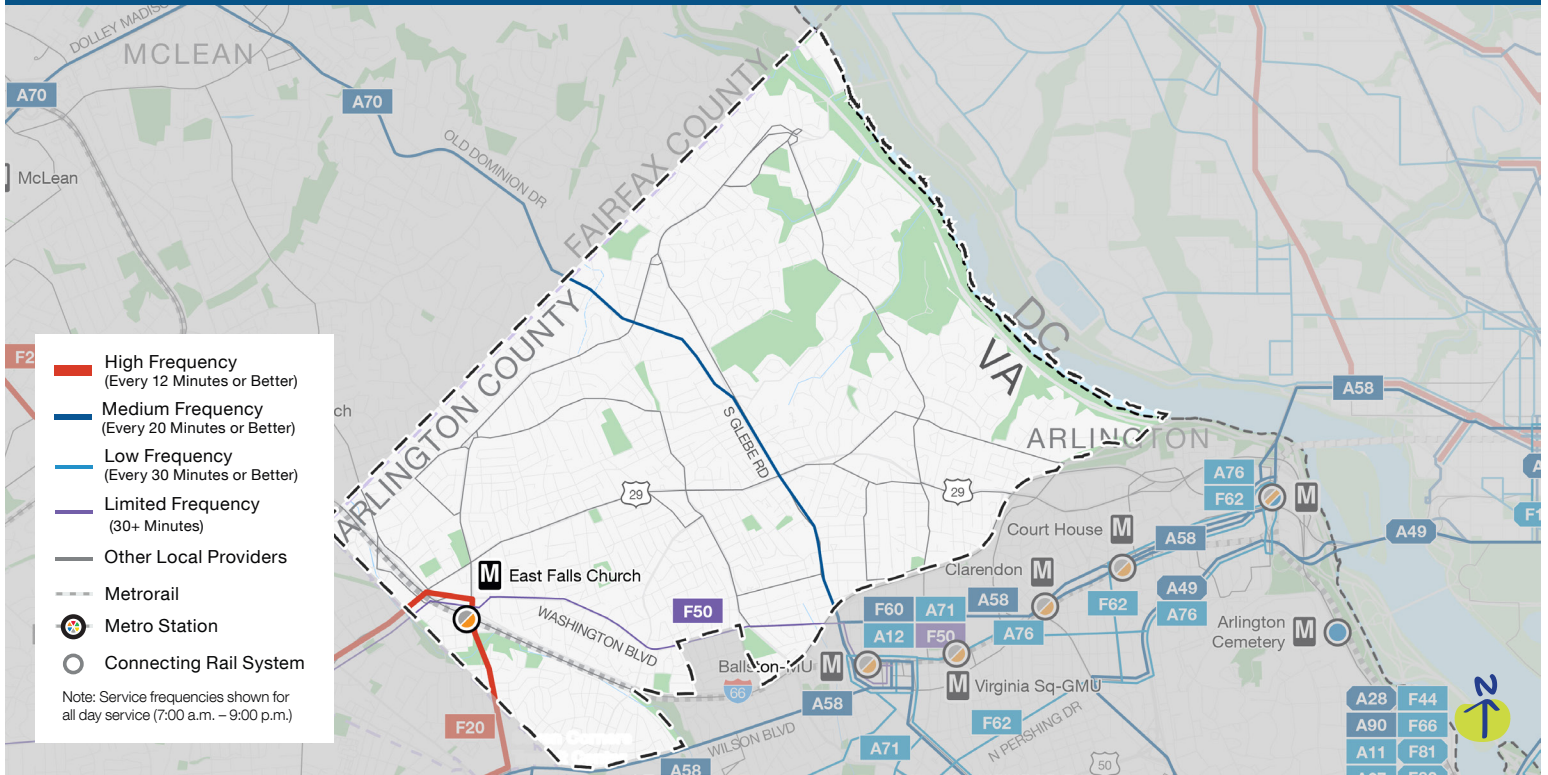 DOLLEY MADIS
MCLEAN
A70
A70
OLD DOMINION DR
M McLean
FAIRFAX COUNTY
ARLINGTON COUNTY
DC
VA
ARLINGTON
S GLEBE RD
29
29
F2
ch
High Frequency
(Every 12 Minutes or Better)
Medium Frequency
(Every 20 Minutes or Better)
Low Frequency
(Every 30 Minutes or Better)
Limited Frequency
(30+ Minutes)
Other Local Providers
Metrorail
Metro Station
Connecting Rail System
Note: Service frequencies shown for
all day service (7:00 a.m. – 9:00 p.m.)
M East Falls Church
WASHINGTON BLVD
F50
F20
A58
A76
F62
M
Court House M
A58
A49
Clarendon M
A58
A49
A76
F62
F60 A71
A12 F50
A76
Ballston-MU M
66
M Virginia Sq-GMU
Arlington
Cemetery M
A58
F62
WILSON BLVD
N PERSHING DR
A71
A58
50
A
F1
N
A28 F44
A90 F66
A11 F81